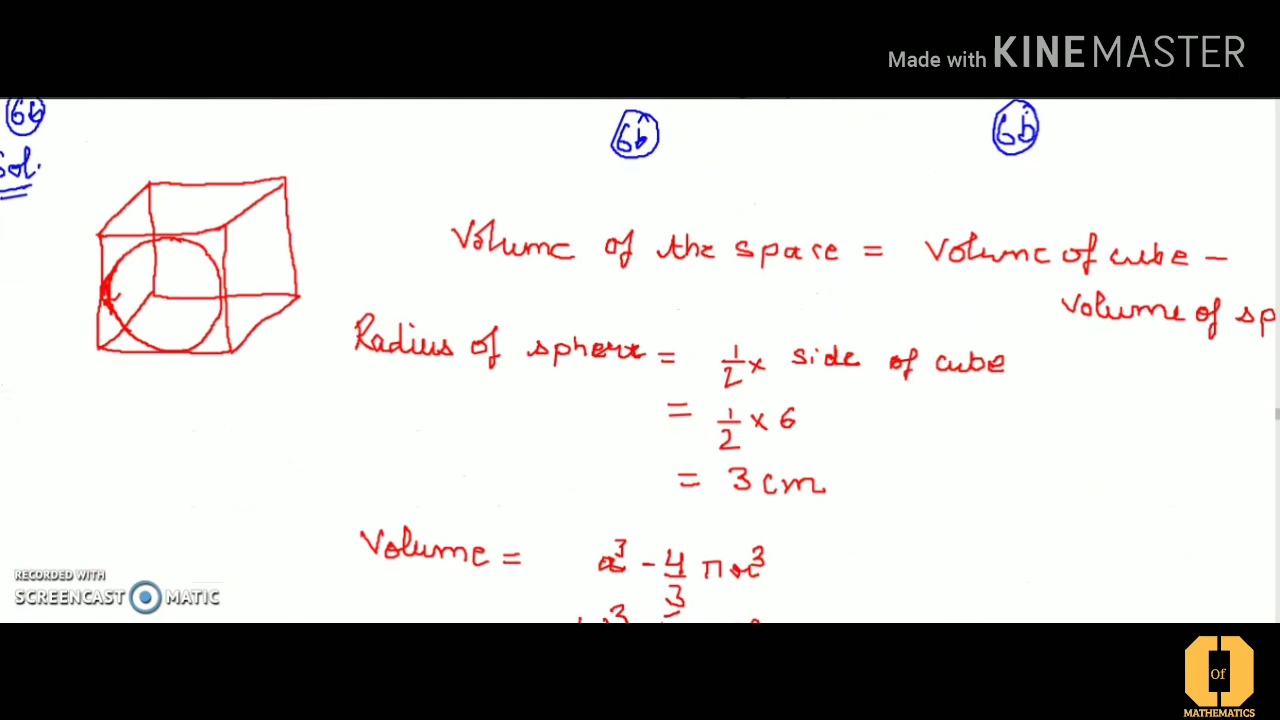 Made with KINEMASTER
6b
6b
6b
Sol.
Volume of the space = Volume of cube -
Volume of sp
Radius of sphere = 1/2 x side of cube
= 1/2 x 6
= 3 cm
Volume = a³ - 4/3 π r³
RECORDED WITH
SCREENCAST MATIC
Of
MATHEMATICS